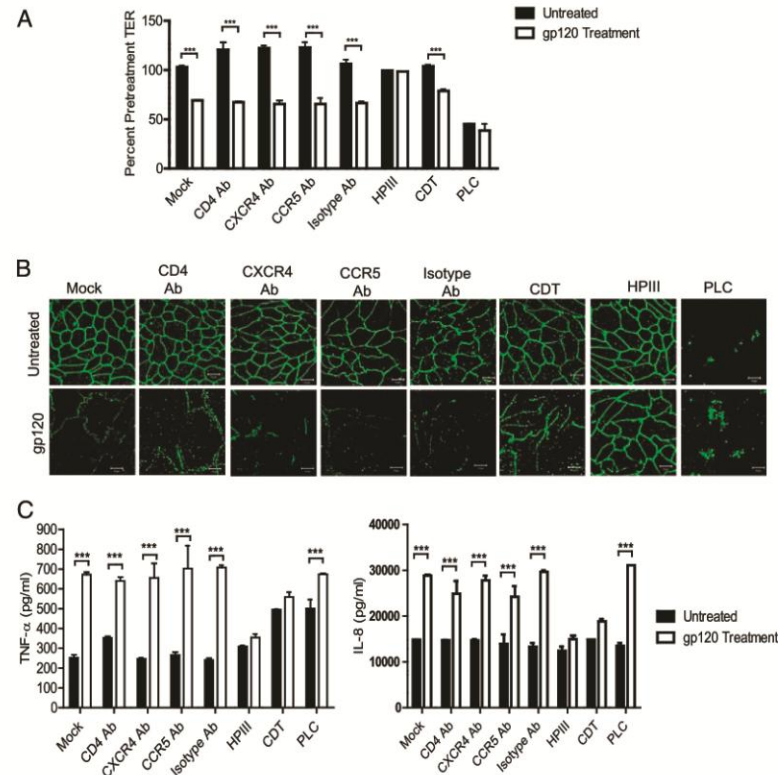 A
Percent Pretreatment TER
150
100
50
0
*** *** *** *** *** ***
Mock CD4 Ab CXCR4 Ab CCR5 Ab Isotype Ab HPIII CDT PLC
Untreated
gp120 Treatment
B
Mock CD4 Ab CXCR4 Ab CCR5 Ab Isotype Ab CDT HPIII PLC
Untreated
gp120
C
TNF-α (pg/ml)
900
800
700
600
500
400
300
200
100
0
*** *** *** *** *** ***
Mock CD4 Ab CXCR4 Ab CCR5 Ab Isotype Ab HPIII CDT PLC
IL-8 (pg/ml)
40000
30000
20000
10000
0
*** *** *** *** *** ***
Mock CD4 Ab CXCR4 Ab CCR5 Ab Isotype Ab HPIII CDT PLC
Untreated
gp120 Treatment